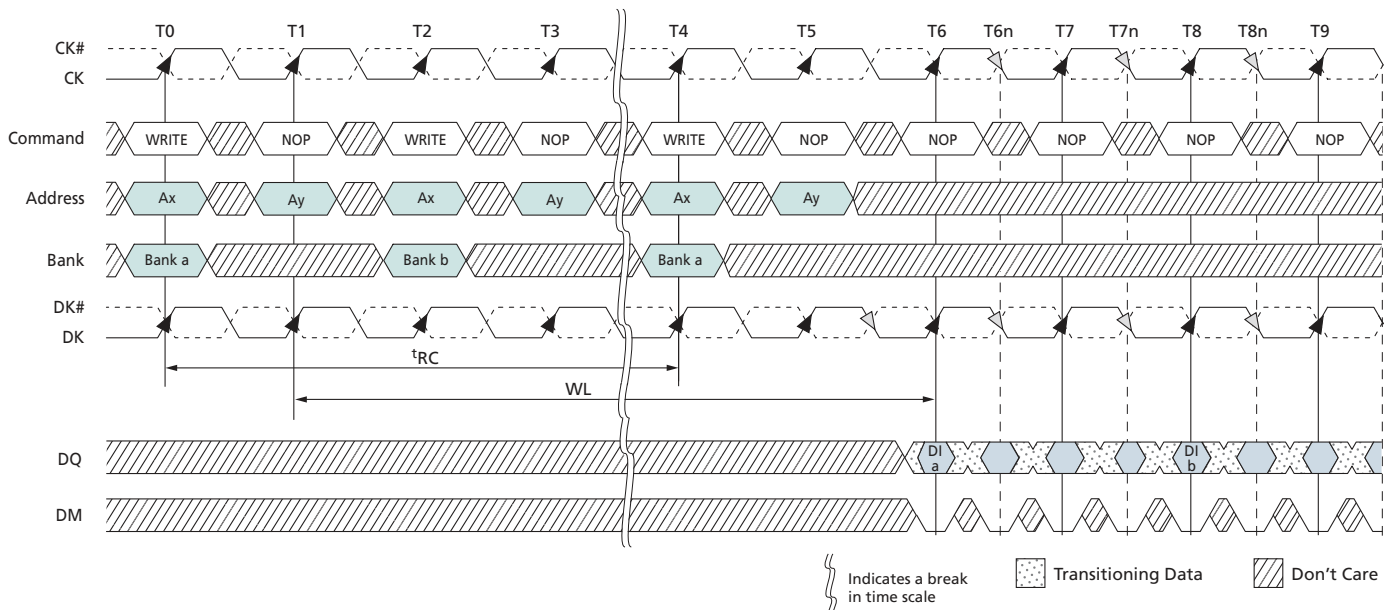 T0 T1 T2 T3 T4 T5 T6 T6n T7 T7n T8 T8n T9
CK#
CK
Command WRITE NOP WRITE NOP WRITE NOP NOP NOP NOP NOP
Address Ax Ay Ax Ay Ax Ay
Bank Bank a Bank b Bank a
DK#
DK
tRC
WL
DQ DI a DI b
DM
Indicates a break in time scale
Transitioning Data
Don't Care